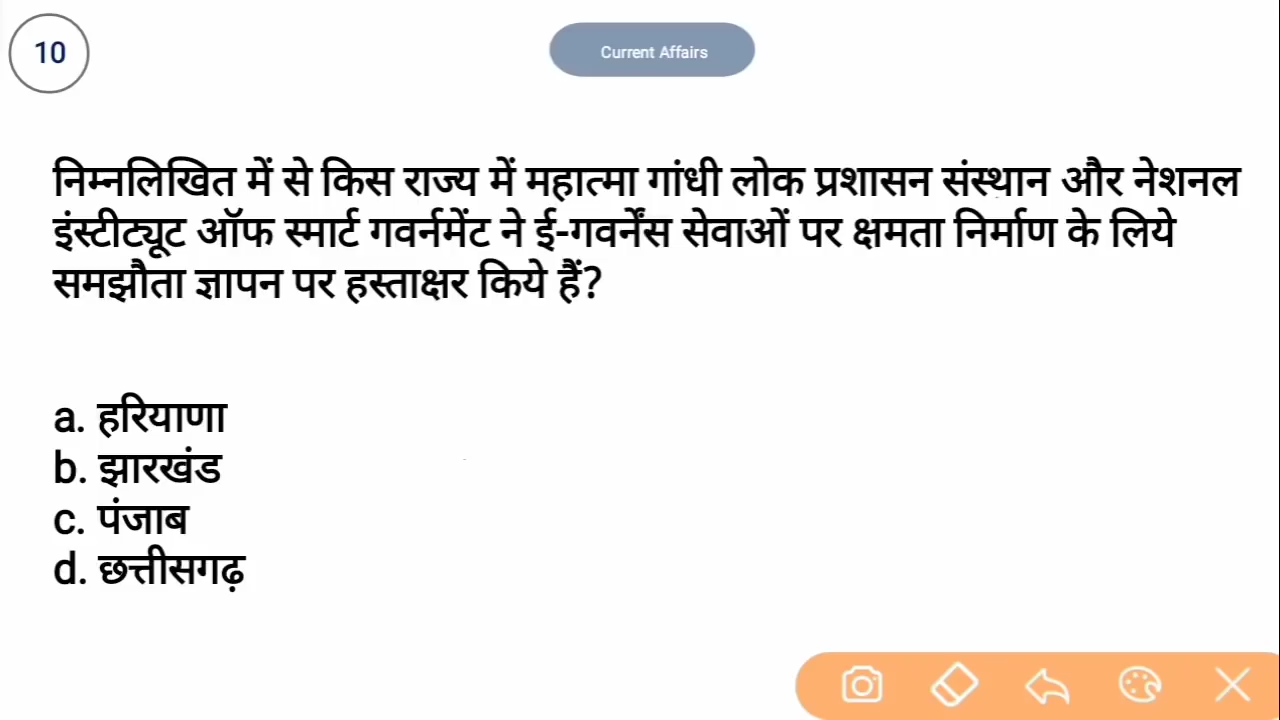 10
Current Affairs
निम्नलिखित में से किस राज्य में महात्मा गांधी लोक प्रशासन संस्थान और नेशनल
इंस्टीट्यूट ऑफ स्मार्ट गवर्नमेंट ने ई-गवर्नेंस सेवाओं पर क्षमता निर्माण के लिये
समझौता ज्ञापन पर हस्ताक्षर किये हैं?
a. हरियाणा
b. झारखंड
c. पंजाब
d. छत्तीसगढ़